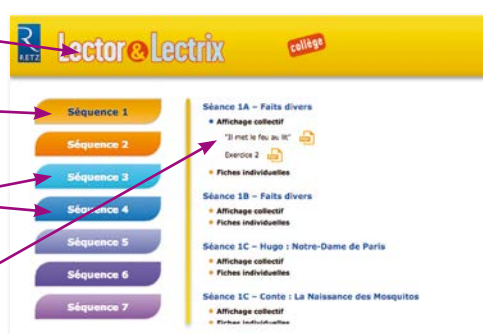 R
RETZ
Lector & Lectrix
collège
Séquence 1
Séquence 2
Séquence 3
Séquence 4
Séquence 5
Séquence 6
Séquence 7
Séance 1A – Faits divers
Affichage collectif
"Il met le feu au lit"
Exercice 2
Fiches individuelles
Séance 1B – Faits divers
Affichage collectif
Fiches individuelles
Séance 1C – Hugo : Notre-Dame de Paris
Affichage collectif
Fiches individuelles
Séance 1C – Conte : La Naissance des Mosquitos
Affichage collectif
Fiches individuelles